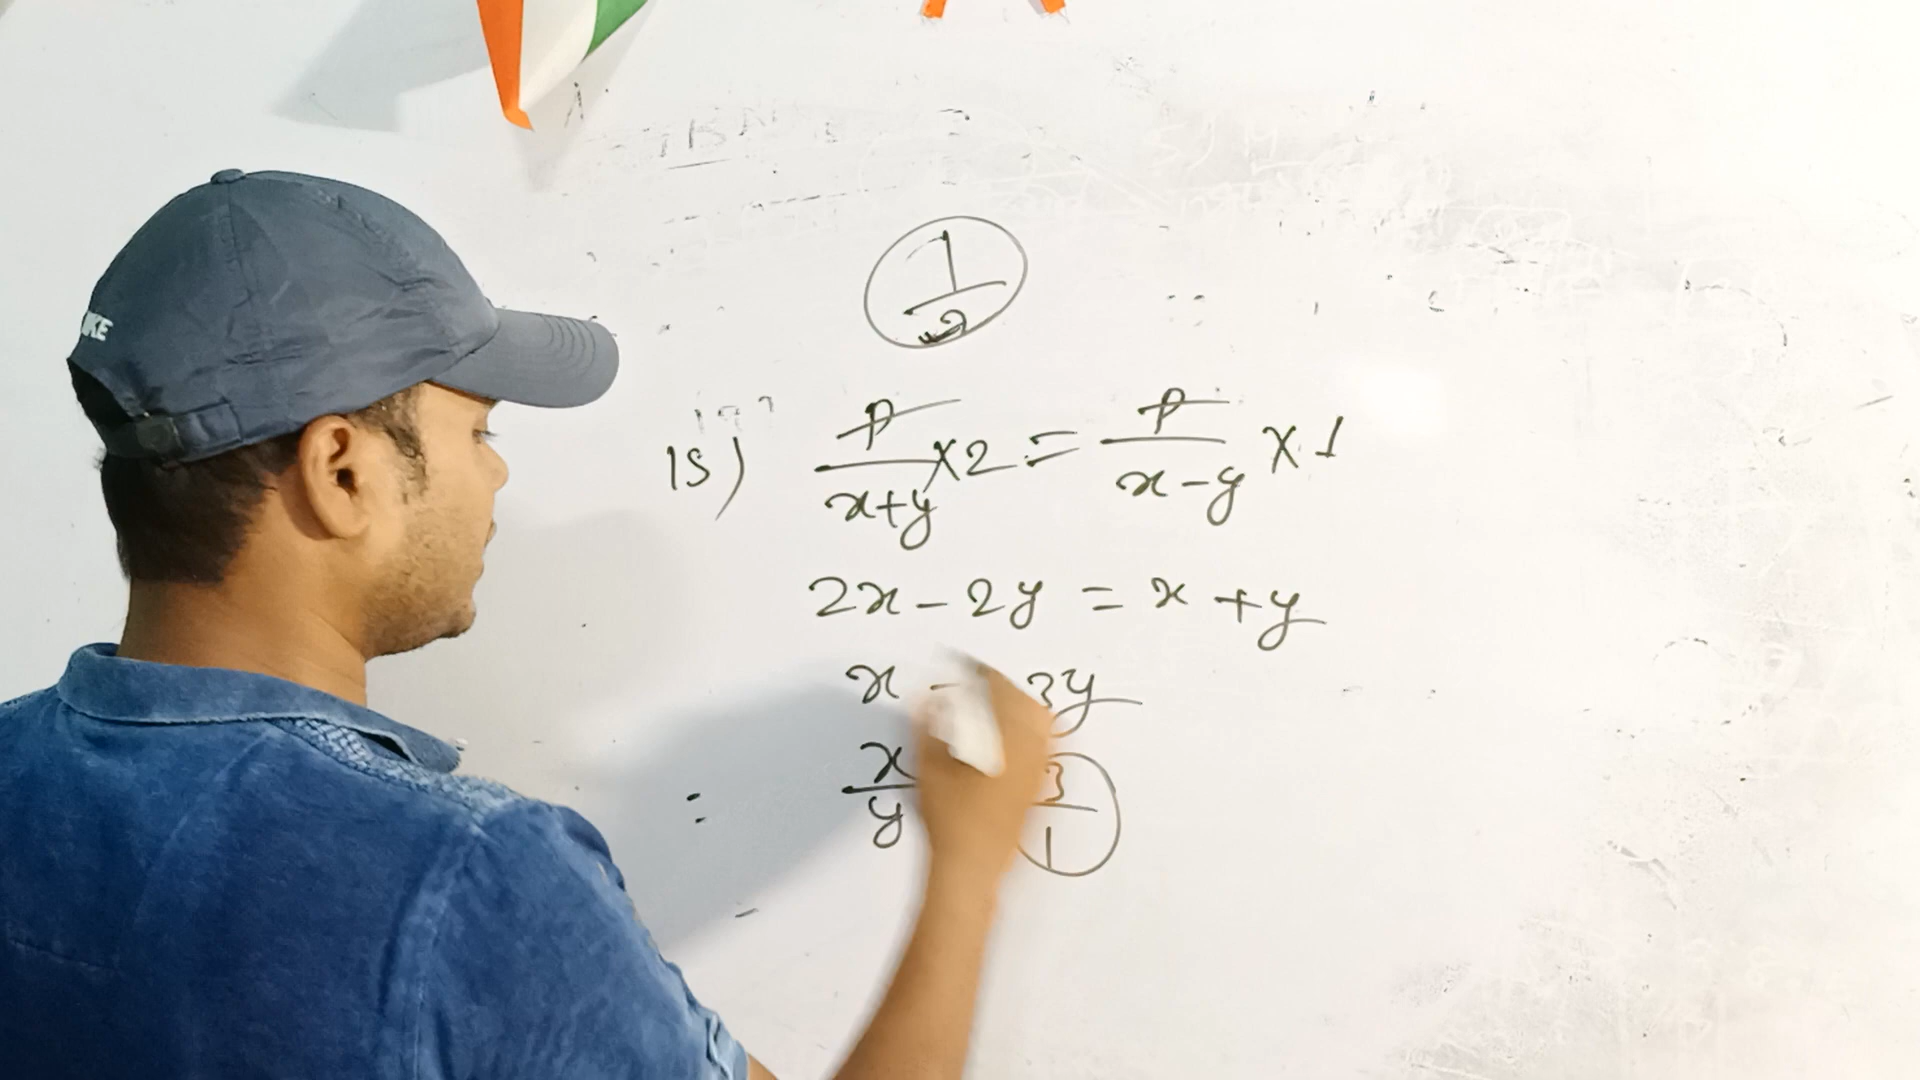 1
2
15) p/x+y ×2 = p/x-y ×1
2x - 2y = x + y
x 3y
x/y 3/1